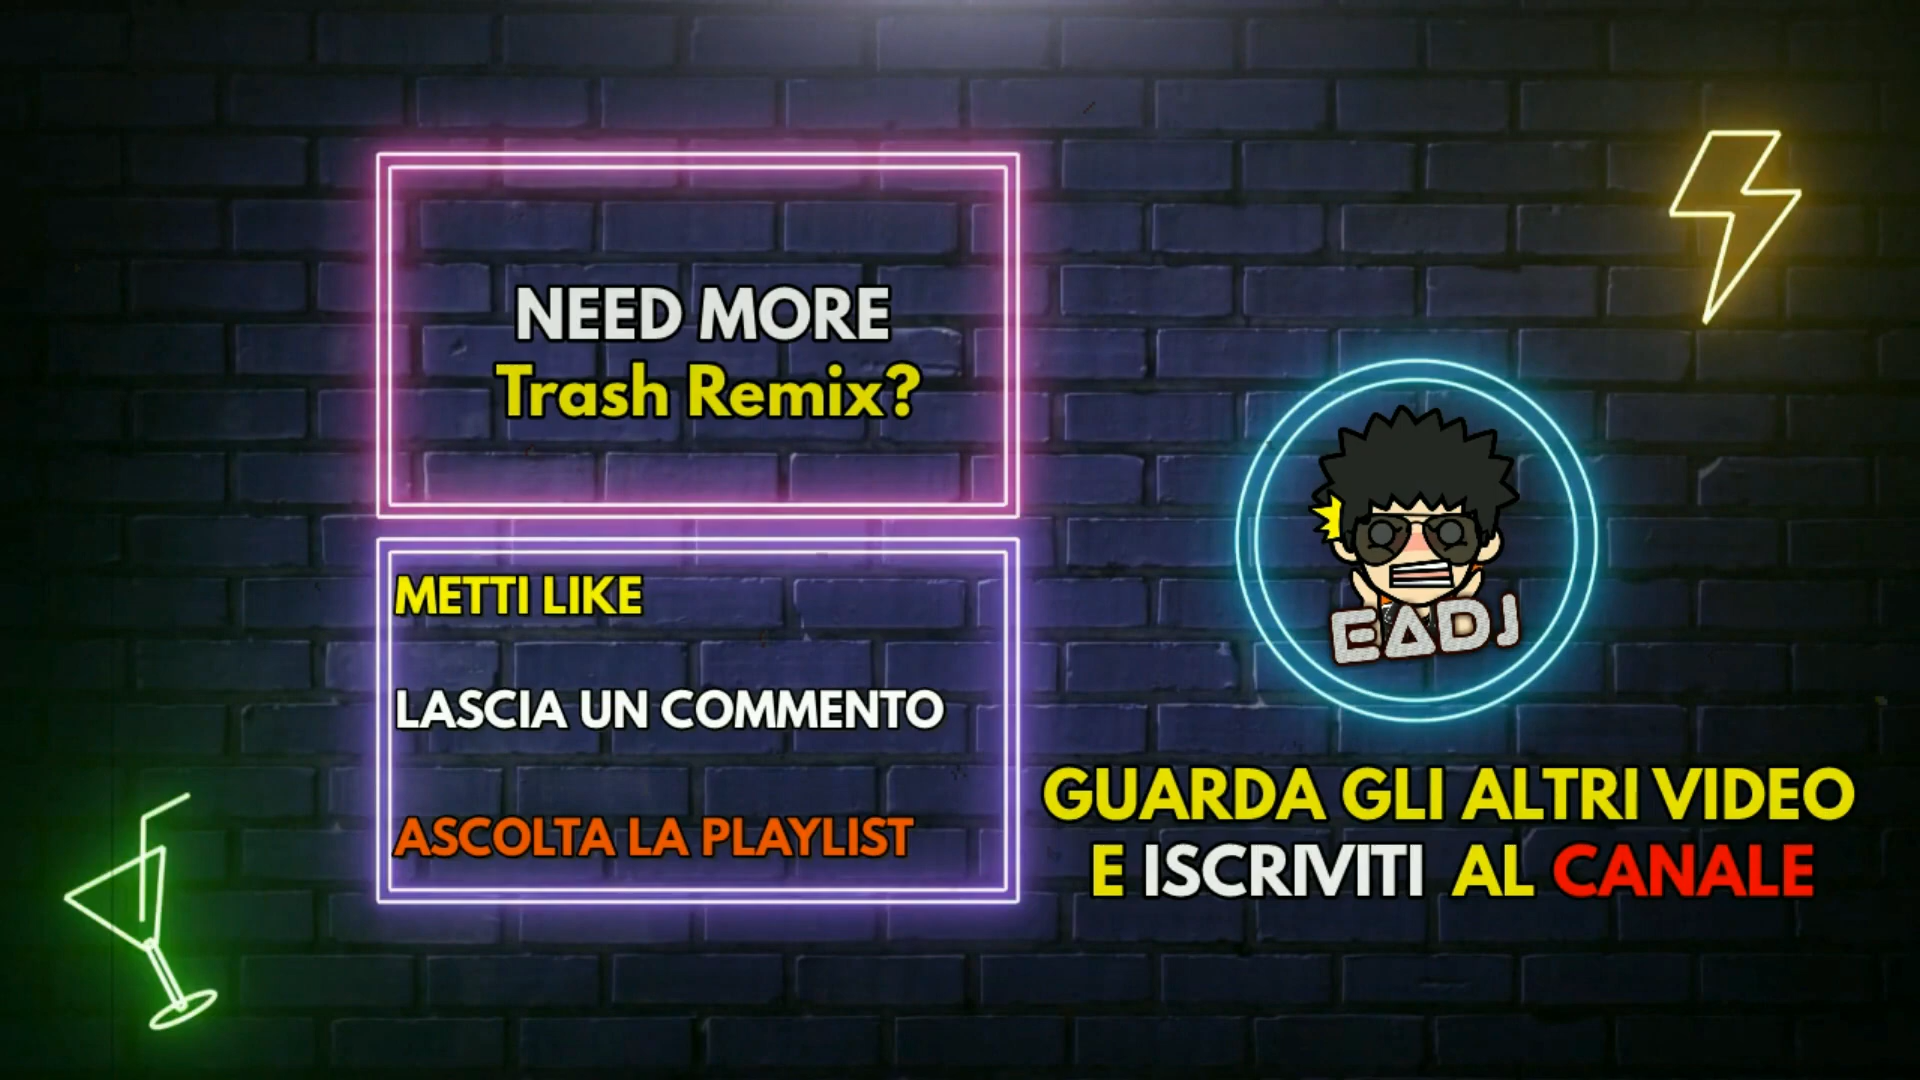 NEED MORE
Trash Remix?
METTI LIKE
LASCIA UN COMMENTO
ASCOLTA LA PLAYLIST
EADJ
GUARDA GLI ALTRI VIDEO
E ISCRIVITI AL CANALE